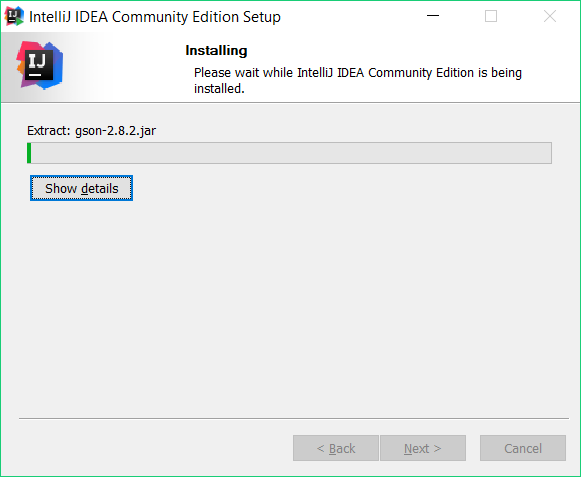 IntelliJ IDEA Community Edition Setup
IJ
Installing
Please wait while IntelliJ IDEA Community Edition is being
installed.
Extract: gson-2.8.2.jar
Show details
< Back
Next >
Cancel